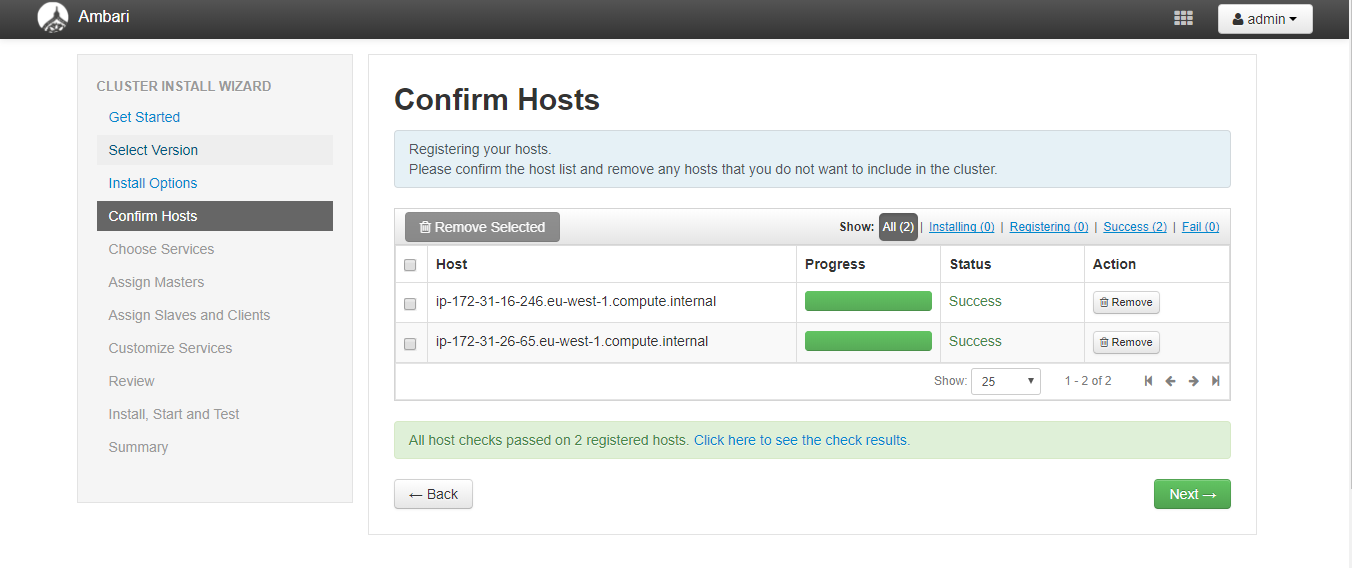 Ambari
admin
CLUSTER INSTALL WIZARD
Get Started
Select Version
Install Options
Confirm Hosts
Choose Services
Assign Masters
Assign Slaves and Clients
Customize Services
Review
Install, Start and Test
Summary
Confirm Hosts
Registering your hosts.
Please confirm the host list and remove any hosts that you do not want to include in the cluster.
Remove Selected
Show: All (2) | Installing (0) | Registering (0) | Success (2) | Fail (0)
Host Progress Status Action
ip-172-31-16-246.eu-west-1.compute.internal Success Remove
ip-172-31-26-65.eu-west-1.compute.internal Success Remove
Show: 25 1 - 2 of 2
All host checks passed on 2 registered hosts. Click here to see the check results.
← Back
Next →